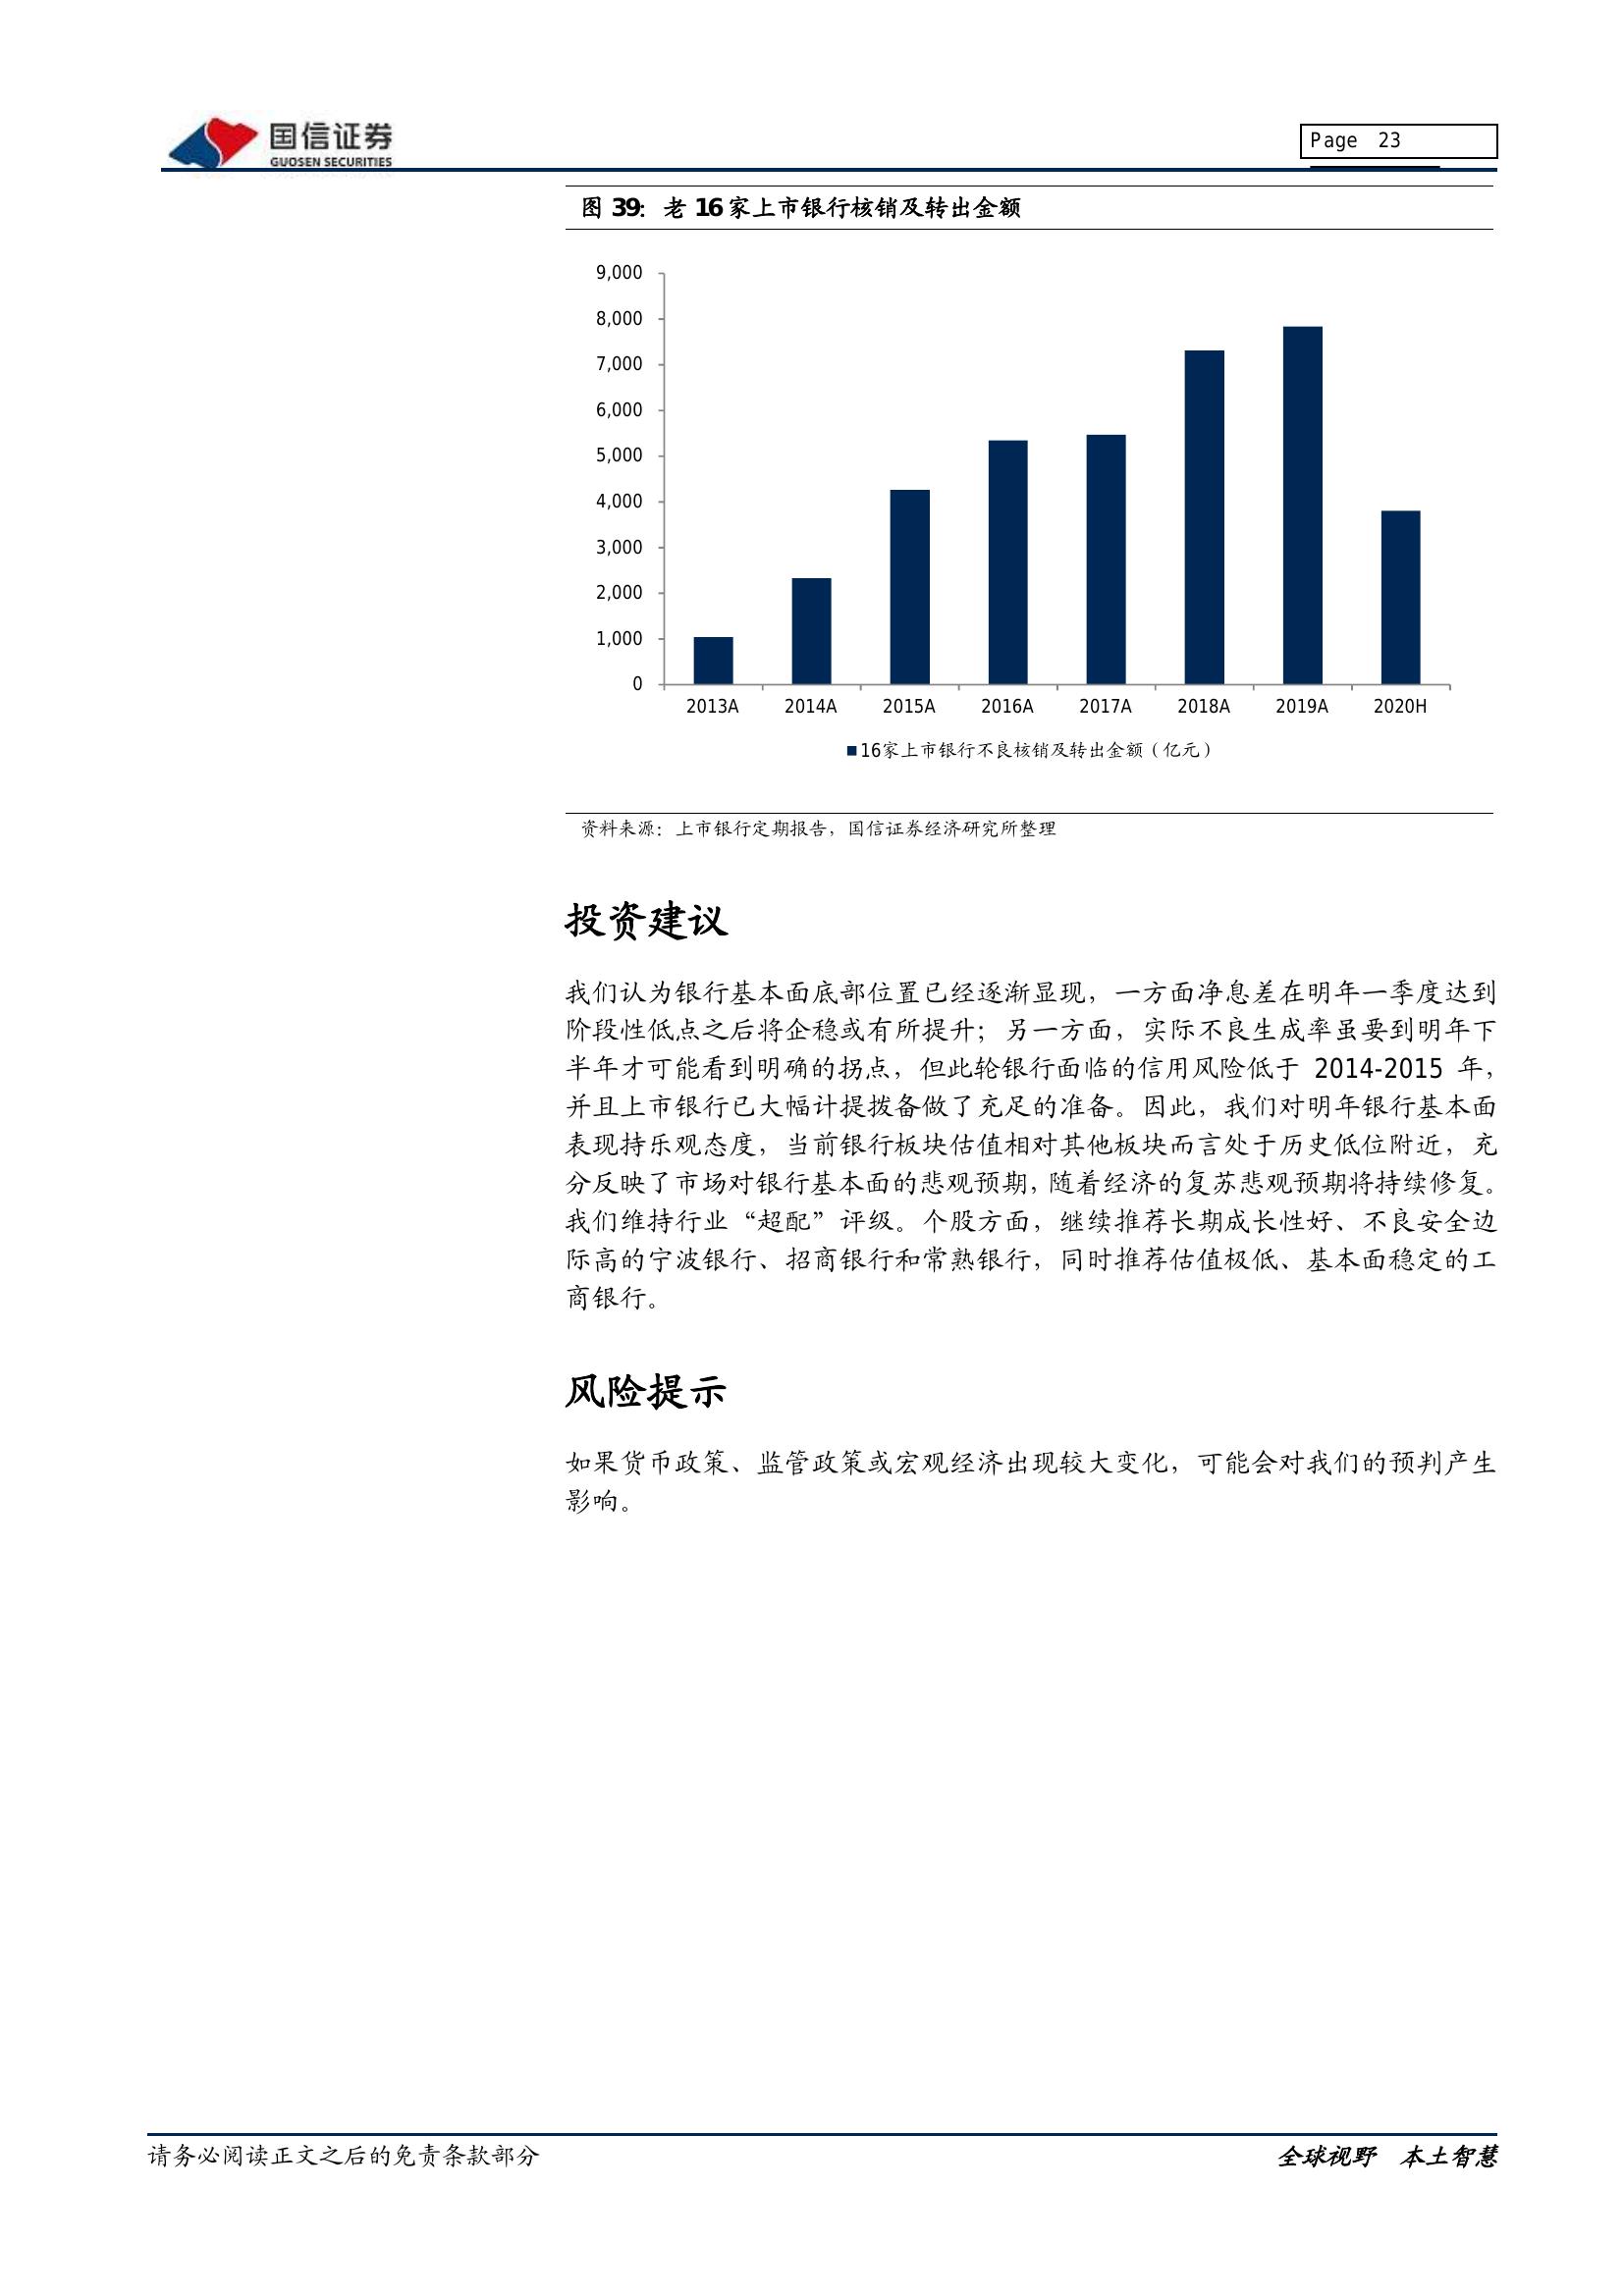 国信证券
GUOSEN SECURITIES
Page 23
图 39：老 16 家上市银行核销及转出金额
9,000
8,000
7,000
6,000
5,000
4,000
3,000
2,000
1,000
0
2013A 2014A 2015A 2016A 2017A 2018A 2019A 2020H
16家上市银行不良核销及转出金额（亿元）
资料来源：上市银行定期报告，国信证券经济研究所整理
投资建议
我们认为银行基本面底部位置已经逐渐显现，一方面净息差在明年一季度达到
阶段性低点之后将企稳或有所提升；另一方面，实际不良生成率虽要到明年下
半年才可能看到明确的拐点，但此轮银行面临的信用风险低于 2014-2015 年，
并且上市银行已大幅计提拨备做了充足的准备。因此，我们对明年银行基本面
表现持乐观态度，当前银行板块估值相对其他板块而言处于历史低位附近，充
分反映了市场对银行基本面的悲观预期，随着经济的复苏悲观预期将持续修复。
我们维持行业“超配”评级。个股方面，继续推荐长期成长性好、不良安全边
际高的宁波银行、招商银行和常熟银行，同时推荐估值极低、基本面稳定的工
商银行。
风险提示
如果货币政策、监管政策或宏观经济出现较大变化，可能会对我们的预判产生
影响。
请务必阅读正文之后的免责条款部分
全球视野 本土智慧